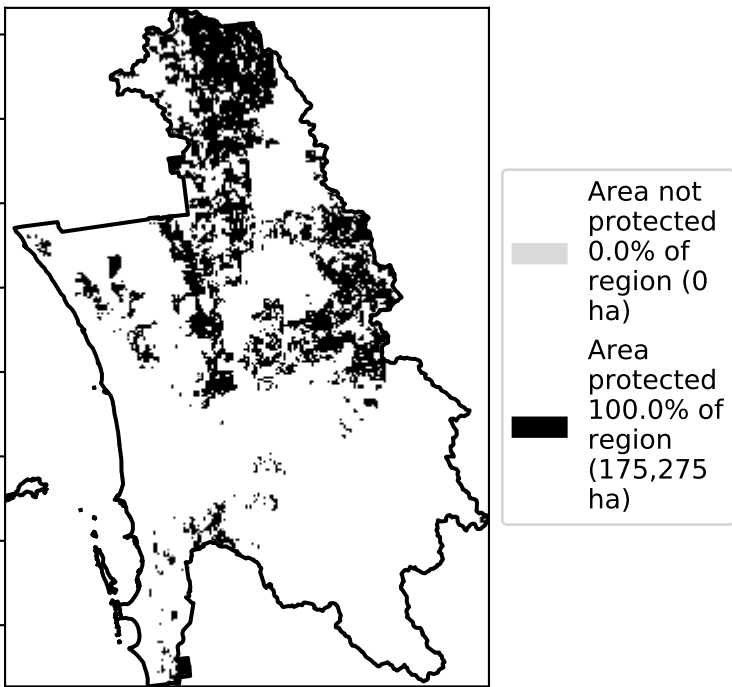 Area not
protected
0.0% of
region (0
ha)
Area
protected
100.0% of
region
(175,275
ha)